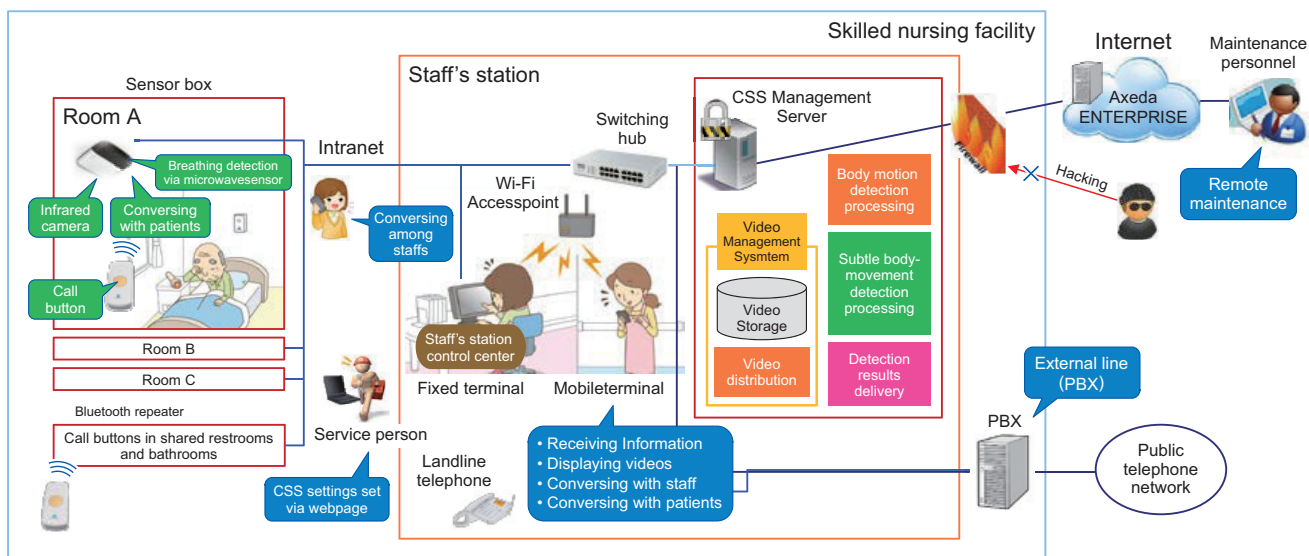 Skilled nursing facility
Sensor box
Room A
Breathing detection
via microwavesensor
Infrared
camera
Conversing
with patients
Call
button
Room B
Room C
Bluetooth repeater
Call buttons in shared restrooms
and bathrooms
Intranet
Conversing
among
staffs
Service person
CSS settings set
via webpage
Staff's station
Switching
hub
Wi-Fi
Accesspoint
Staff's station
control center
Fixed terminal
Mobileterminal
• Receiving Information
• Displaying videos
• Conversing with staff
• Conversing with patients
Landline
telephone
CSS Management
Server
Video
Management
Sysmtem
Video
Storage
Video
distribution
Body motion
detection
processing
Subtle body-
movement
detection
processing
Detection
results
delivery
Firewall
Hacking
Internet
Axeda
ENTERPRISE
Maintenance
personnel
Remote
maintenance
External line
(PBX)
PBX
Public
telephone
network